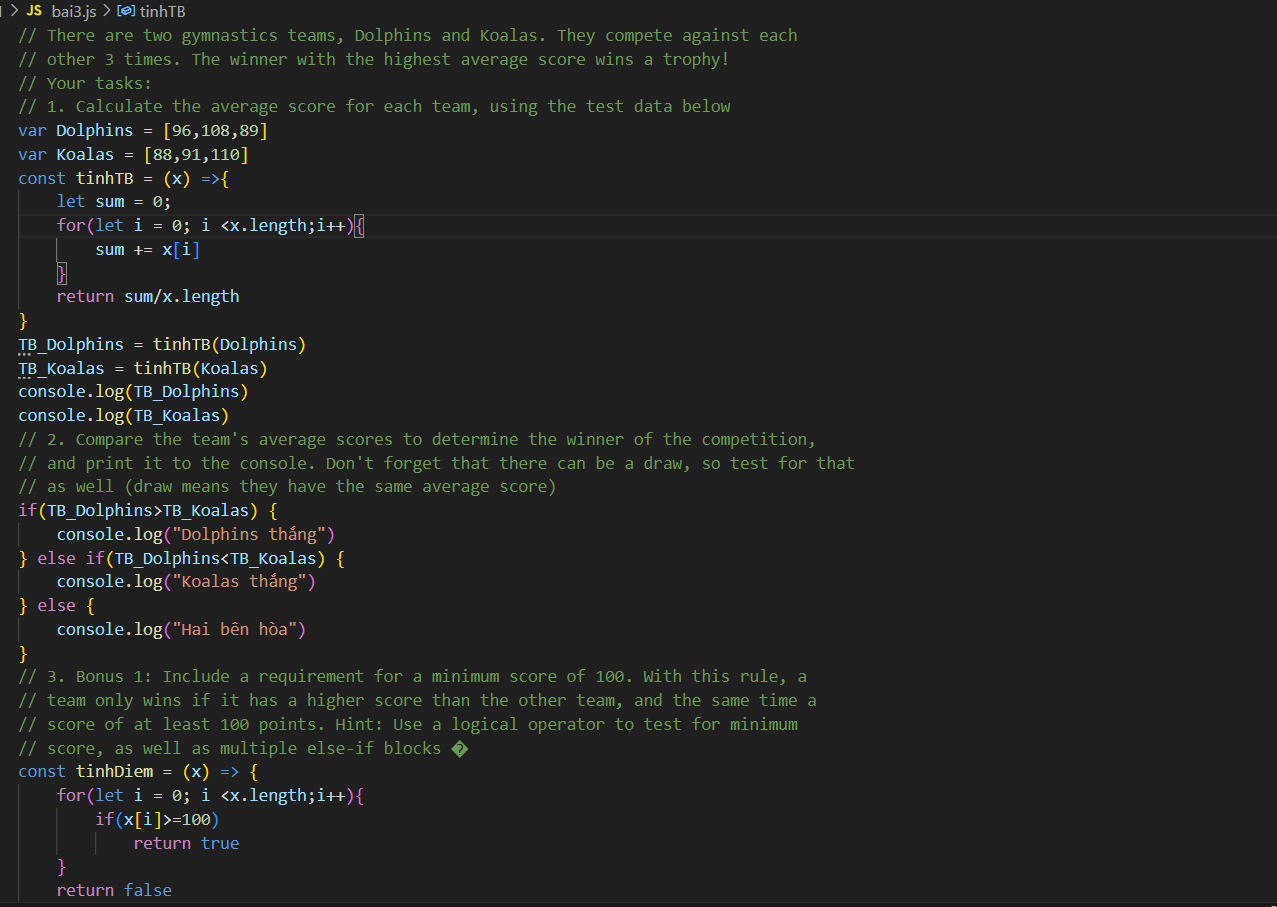 JS bai3.js > tinhTB
// There are two gymnastics teams, Dolphins and Koalas. They compete against each
// other 3 times. The winner with the highest average score wins a trophy!
// Your tasks:
// 1. Calculate the average score for each team, using the test data below
var Dolphins = [96,108,89]
var Koalas = [88,91,110]
const tinhTB = (x) =>{
    let sum = 0;
    for(let i = 0; i <x.length;i++){
        sum += x[i]
    }
    return sum/x.length
}
TB_Dolphins = tinhTB(Dolphins)
TB_Koalas = tinhTB(Koalas)
console.log(TB_Dolphins)
console.log(TB_Koalas)
// 2. Compare the team's average scores to determine the winner of the competition,
// and print it to the console. Don't forget that there can be a draw, so test for that
// as well (draw means they have the same average score)
if(TB_Dolphins>TB_Koalas) {
    console.log("Dolphins thắng")
} else if(TB_Dolphins<TB_Koalas) {
    console.log("Koalas thắng")
} else {
    console.log("Hai bên hòa")
}
// 3. Bonus 1: Include a requirement for a minimum score of 100. With this rule, a
// team only wins if it has a higher score than the other team, and the same time a
// score of at least 100 points. Hint: Use a logical operator to test for minimum
// score, as well as multiple else-if blocks �
const tinhDiem = (x) => {
    for(let i = 0; i <x.length;i++){
        if(x[i]>=100)
            return true
    }
    return false